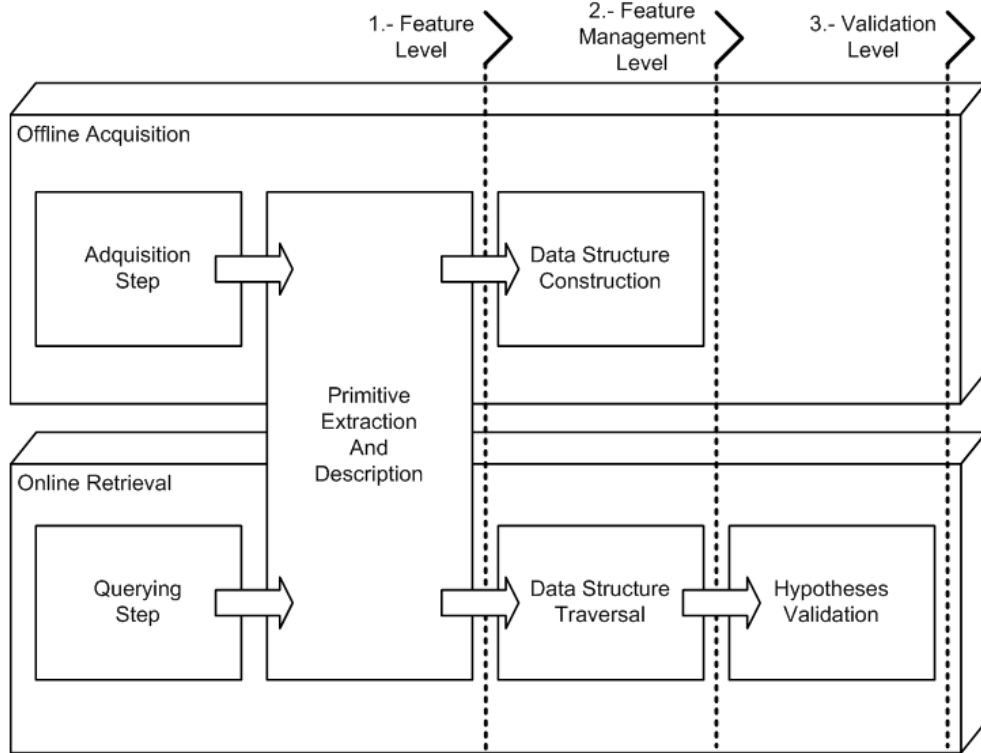 1.- Feature
Level
2.- Feature
Management
Level
3.- Validation
Level
Offline Acquisition
Adquisition
Step
Data Structure
Construction
Primitive
Extraction
And
Description
Online Retrieval
Querying
Step
Data Structure
Traversal
Hypotheses
Validation